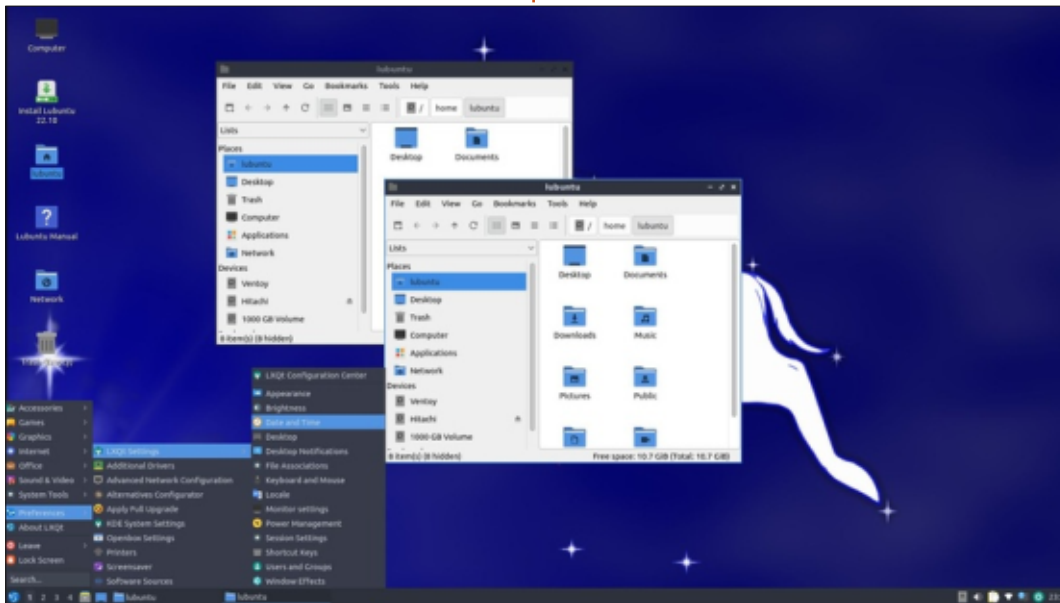 Computer
Install Lubuntu
22.10
lubuntu
Lubuntu Manual
Network
lubuntu
File Edit View Go Bookmarks Tools Help
/ home lubuntu
Lists
Places
lubuntu
Desktop
Trash
Computer
Applications
Network
Devices
Ventoy
Hitachi
1000 GB Volume
8 item(s) (8 hidden)
Desktop Documents
lubuntu
File Edit View Go Bookmarks Tools Help
/ home lubuntu
Lists
Places
lubuntu
Desktop
Trash
Computer
Applications
Network
Devices
Ventoy
Hitachi
1000 GB Volume
Desktop Documents
Downloads Music
Pictures Public
8 item(s) (8 hidden) Free space: 10.7 GiB (Total: 10.7 GiB)
Accessories
Games
Graphics
Internet
Office
Sound & Video
System Tools
Preferences
About LXQt
Leave
Lock Screen
Search...
LXQt Settings
Additional Drivers
Advanced Network Configuration
Alternatives Configurator
Apply Full Upgrade
KDE System Settings
Openbox Settings
Printers
Screensaver
Software Sources
LXQt Configuration Center
Appearance
Brightness
Date and Time
Desktop
Desktop Notifications
File Associations
Keyboard and Mouse
Locale
Monitor settings
Power Management
Session Settings
Shortcut Keys
Users and Groups
Window Effects
1 2 3 4 lubuntu lubuntu 23